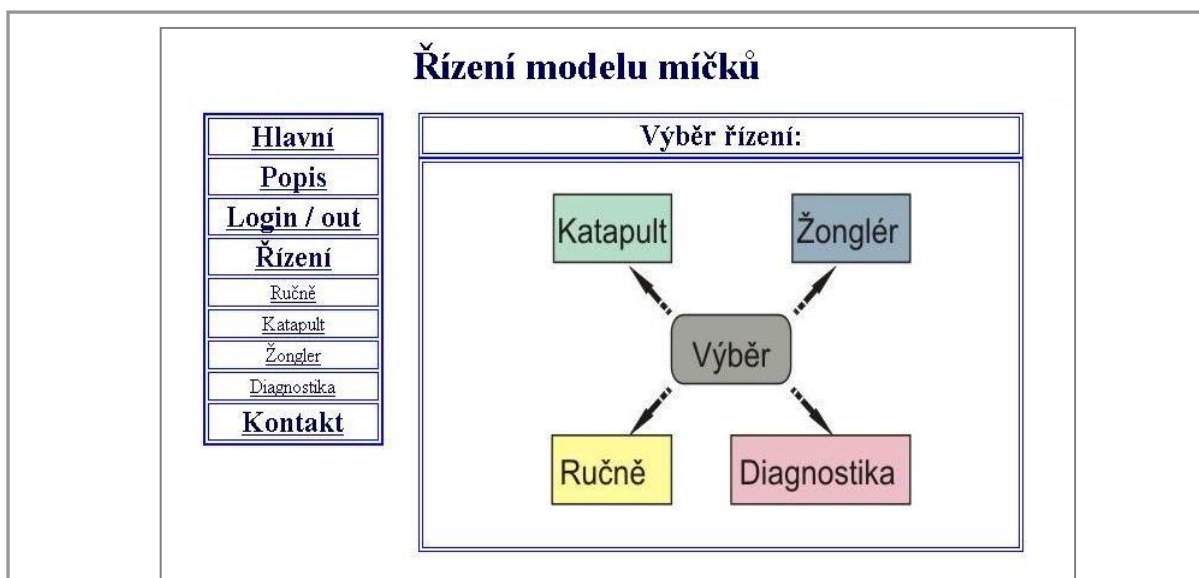 Řízení modelu míčků
Hlavní
Popis
Login / out
Řízení
Ručně
Katapult
Žongler
Diagnostika
Kontakt
Výběr řízení:
Katapult
Žonglér
Výběr
Ručně
Diagnostika